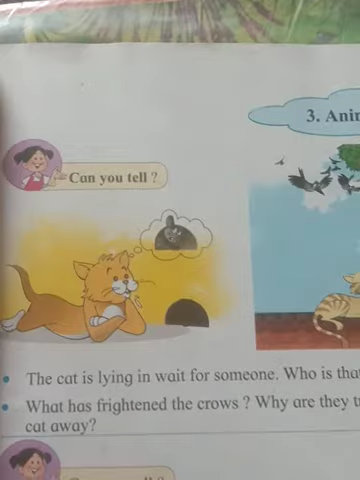 3. Anir
Can you tell ?
• The cat is lying in wait for someone. Who is tha
• What has frightened the crows ? Why are they t
cat away?